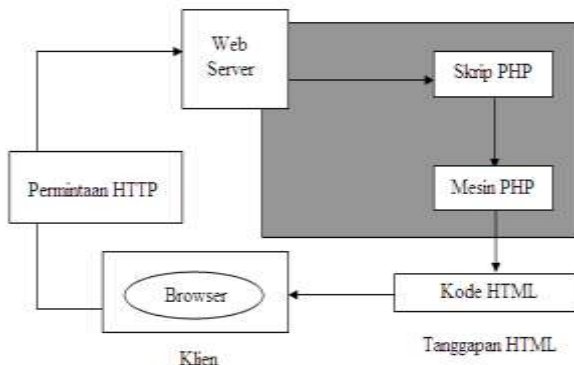 Web
Server
Skrip PHP
Permintaan HTTP
Mesin PHP
Browser
Kode HTML
Klien
Tanggapan HTML